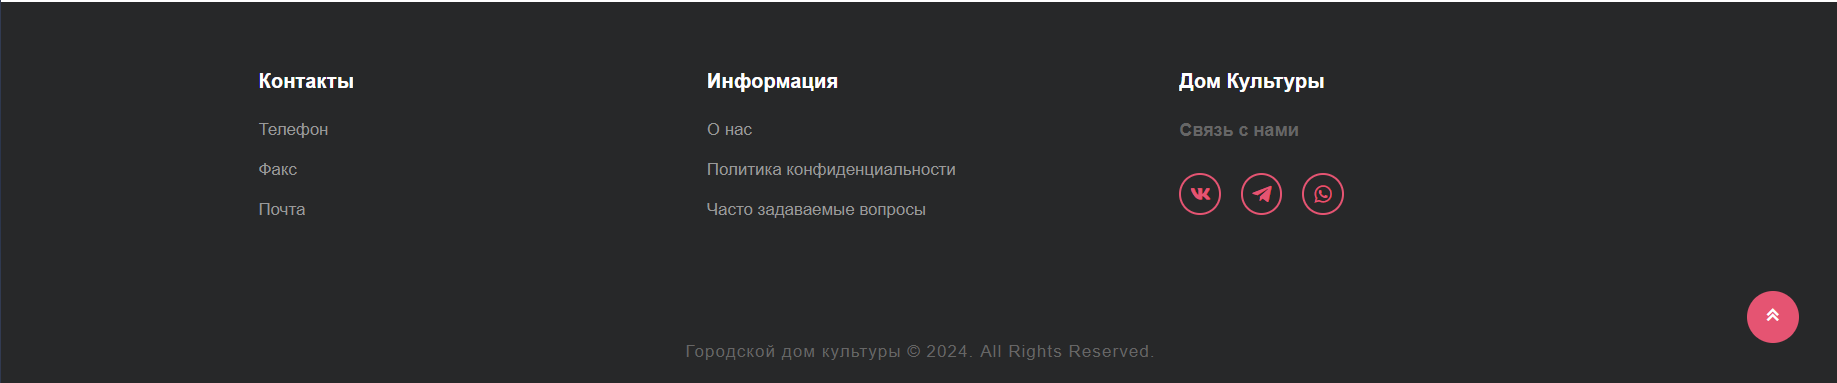 Контакты
Телефон
Факс
Почта
Информация
О нас
Политика конфиденциальности
Часто задаваемые вопросы
Дом Культуры
Связь с нами
Городской дом культуры © 2024. All Rights Reserved.